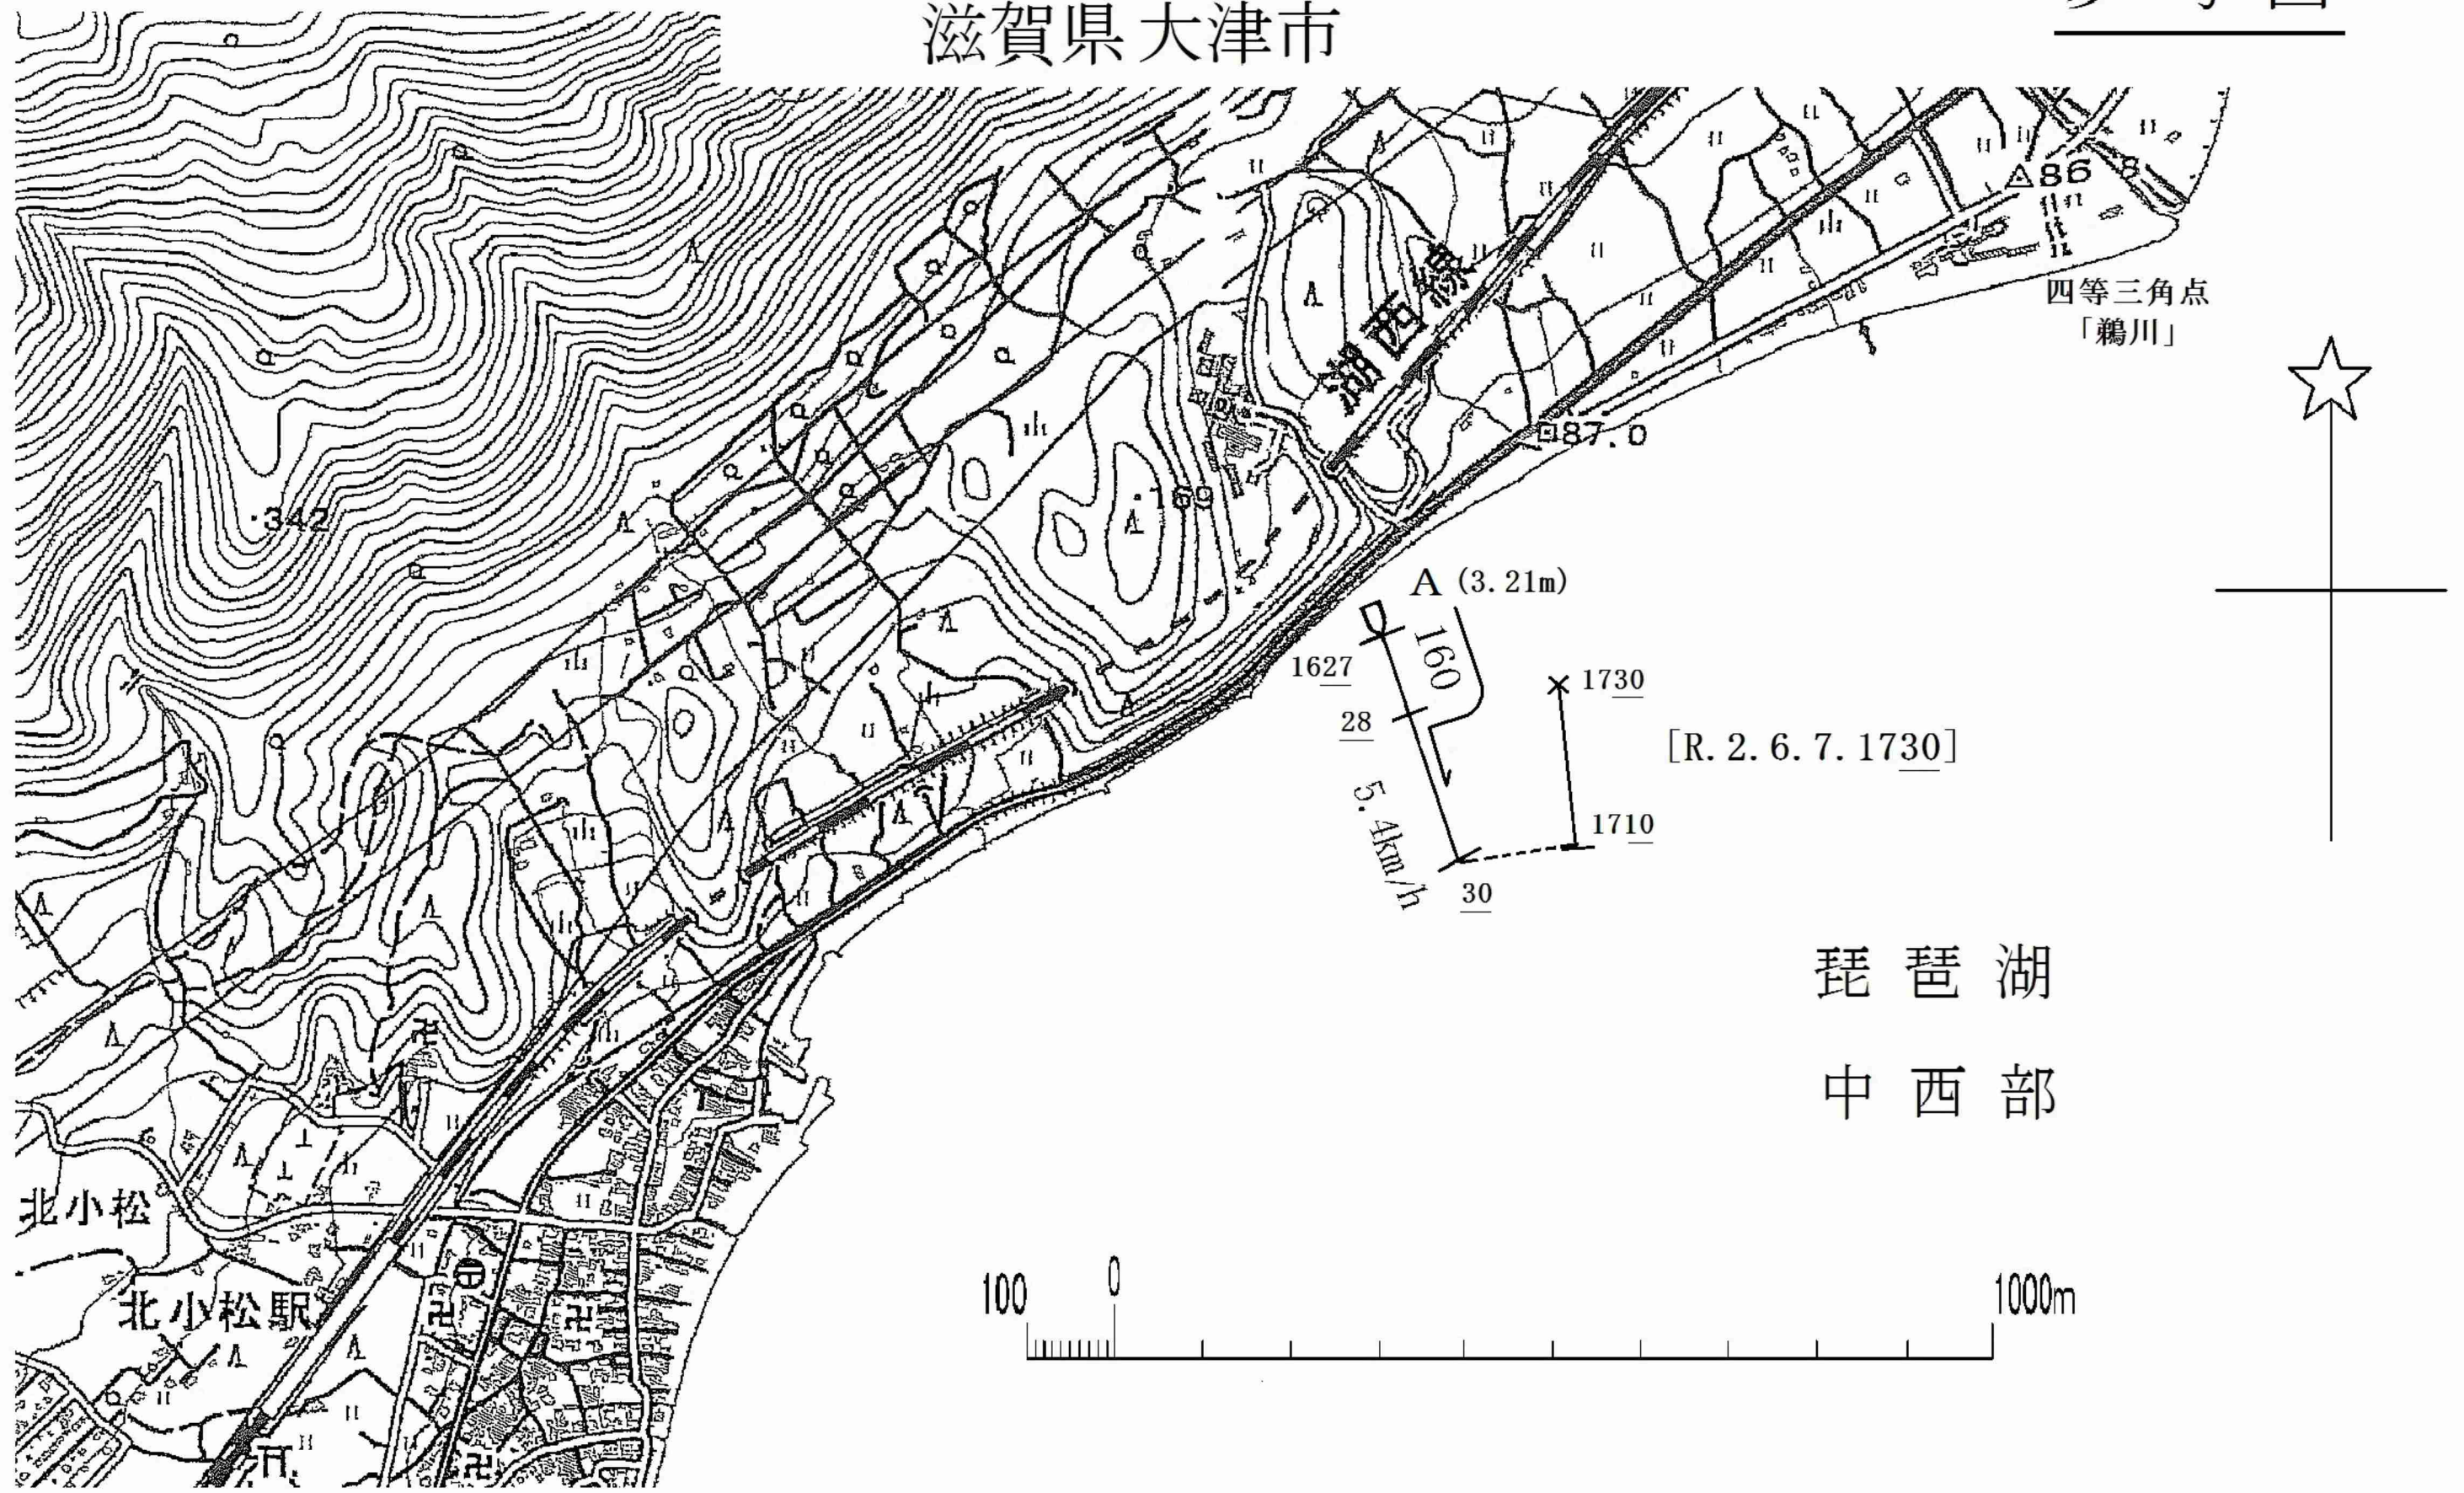 滋賀県大津市
86
四等三角点
「鵜川」
湖西線
87.0
169
342
A (3.21m)
160
1627
28
5.4km/h
30
1730
1710
[R.2.6.7.1730]
琵琶湖
中西部
北小松
北小松駅
100
0
1000m